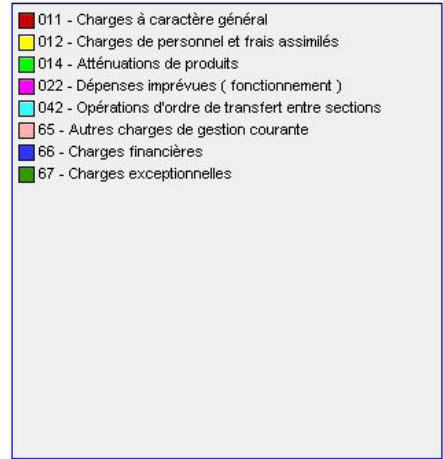 011 - Charges à caractère général
012 - Charges de personnel et frais assimilés
014 - Atténuations de produits
022 - Dépenses imprévues ( fonctionnement )
042 - Opérations d'ordre de transfert entre sections
65 - Autres charges de gestion courante
66 - Charges financières
67 - Charges exceptionnelles